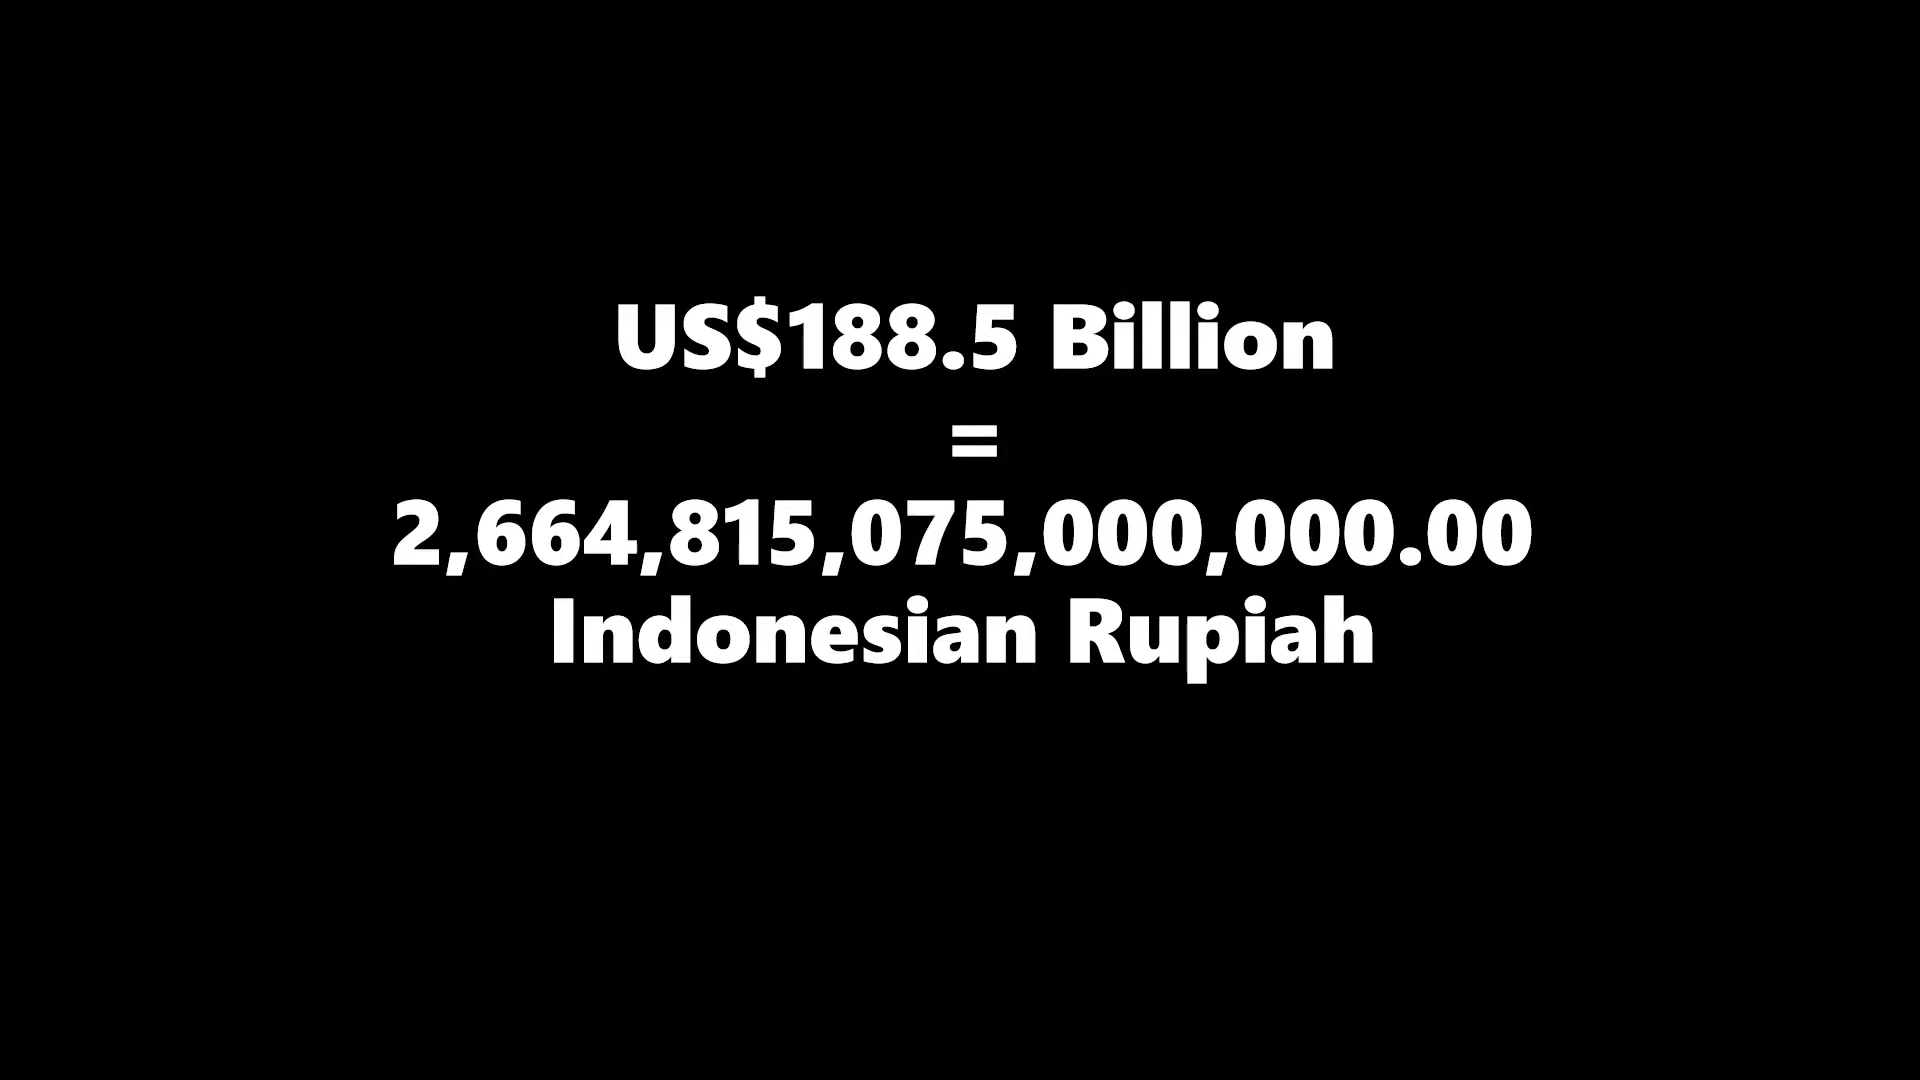 US$188.5 Billion
=
2,664,815,075,000,000.00
Indonesian Rupiah